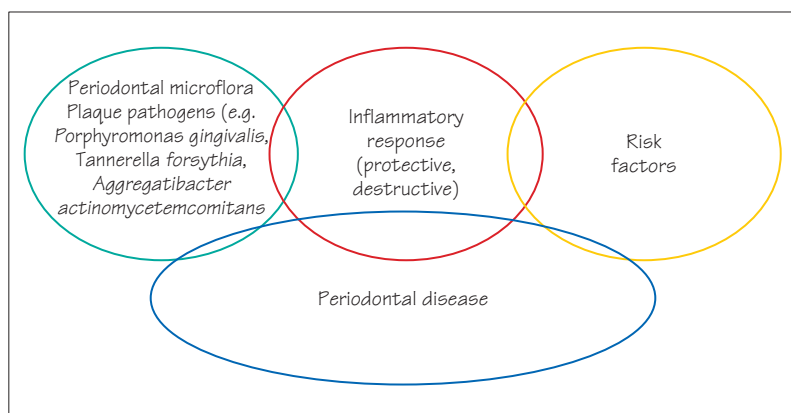 Periodontal microflora
Plaque pathogens (e.g.
Porphyromonas gingivalis,
Tannerella forsythia,
Aggregatibacter
actinomycetemcomitans
Inflammatory
response
(protective,
destructive)
Risk
factors
Periodontal disease